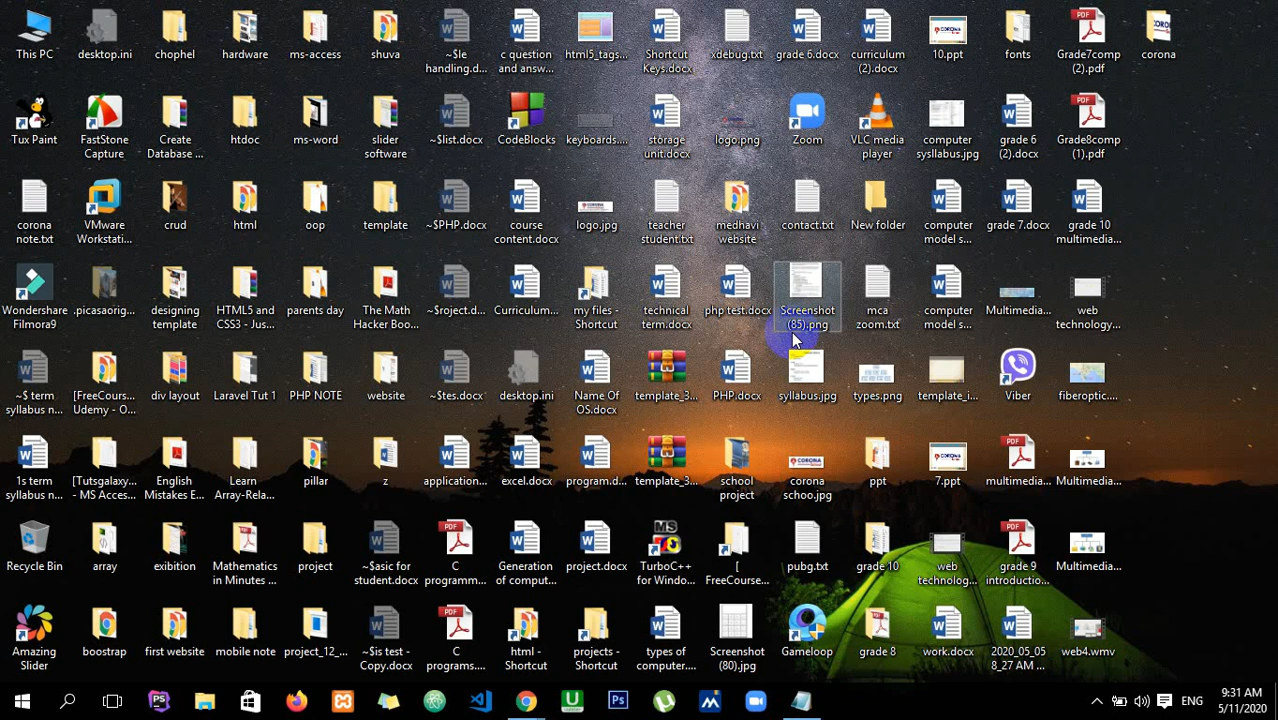 This PC
desktop.ini
chophel
hardware
ms-access
shuva
~$le
handling.d...
c question
and answ...
html5_tags...
Shortcut
Keys.docx
xdebug.txt
grade 6.docx
curriculum
(2).docx
10.ppt
fonts
Grade7comp
(2).pdf
corona
Tux Paint
FastStone
Capture
Create
Database ...
htdoc
ms-word
slider
software
~$list.docx
CodeBlocks
keyboards....
storage
unit.docx
logo.png
Zoom
VLC media
player
computer
sysllabus.jpg
grade 6
(2).docx
Grade8comp
(1).pdf
corona
note.txt
VMware
Workstati...
crud
html
oop
template
~$PHP.docx
course
content.docx
logo.jpg
teacher
student.txt
medhavi
website
contact.txt
New folder
computer
model s...
grade 7.docx
grade 10
multimedia...
Wondershare
Filmora9
.picasaorig...
designing
template
HTML5 and
CSS3 - Jus...
parents day
The Math
Hacker Boo...
~$roject.d...
Curriculum...
my files -
Shortcut
technical
term.docx
php test.docx
Screenshot
(85).png
mca
zoom.txt
computer
model s...
Multimedia...
web
technology...
~$ term
syllabus n...
[FreeCours...
Udemy - O...
div layout
Laravel Tut 1
PHP NOTE
website
~$tes.docx
desktop.ini
Name Of
OS.docx
template_3...
PHP.docx
syllabus.jpg
types.png
template_i...
Viber
fiberoptic....
1s term
syllabus n...
[Tutsgalaxy...
- MS Acces...
English
Mistakes E...
Learn
Array-Rela...
pillar
z
application...
excel.docx
program.d...
template_3...
school
project
corona
schoo.jpg
ppt
7.ppt
multimedia...
Multimedia...
Recycle Bin
array
exibition
Mathematics
in Minutes ...
project
~$asic for
student.docx
C
programm...
Generation
of comput...
project.docx
TurboC++
for Windo...
[
FreeCourse...
pubg.txt
grade 10
web
technolog...
grade 9
introductio...
Multimedia...
Amazing
Slider
boostrap
first website
mobile note
project_12_...
~$is test -
Copy.docx
C
programs....
html -
Shortcut
projects -
Shortcut
types of
computer....
Screenshot
(80).jpg
Gameloop
grade 8
work.docx
2020_05_05
8_27 AM ...
web4.wmv
ENG
9:31 AM
5/11/2020